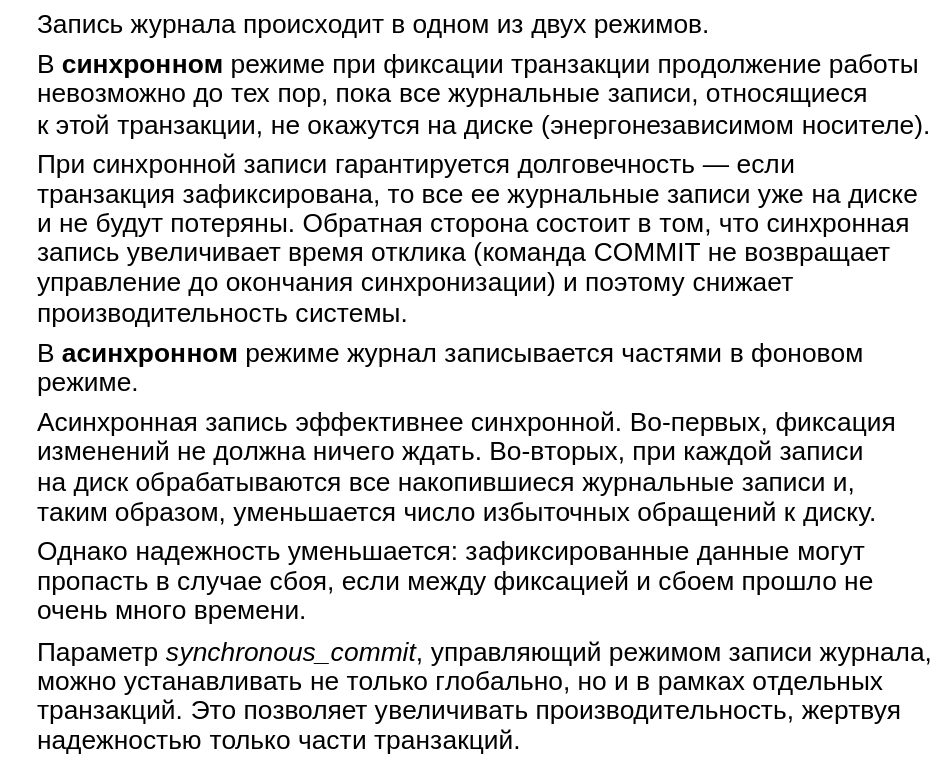 Запись журнала происходит в одном из двух режимов.
В синхронном режиме при фиксации транзакции продолжение работы
невозможно до тех пор, пока все журнальные записи, относящиеся
к этой транзакции, не окажутся на диске (энергонезависимом носителе).
При синхронной записи гарантируется долговечность — если
транзакция зафиксирована, то все ее журнальные записи уже на диске
и не будут потеряны. Обратная сторона состоит в том, что синхронная
запись увеличивает время отклика (команда COMMIT не возвращает
управление до окончания синхронизации) и поэтому снижает
производительность системы.
В асинхронном режиме журнал записывается частями в фоновом
режиме.
Асинхронная запись эффективнее синхронной. Во-первых, фиксация
изменений не должна ничего ждать. Во-вторых, при каждой записи
на диск обрабатываются все накопившиеся журнальные записи и,
таким образом, уменьшается число избыточных обращений к диску.
Однако надежность уменьшается: зафиксированные данные могут
пропасть в случае сбоя, если между фиксацией и сбоем прошло не
очень много времени.
Параметр synchronous_commit, управляющий режимом записи журнала,
можно устанавливать не только глобально, но и в рамках отдельных
транзакций. Это позволяет увеличивать производительность, жертвуя
надежностью только части транзакций.